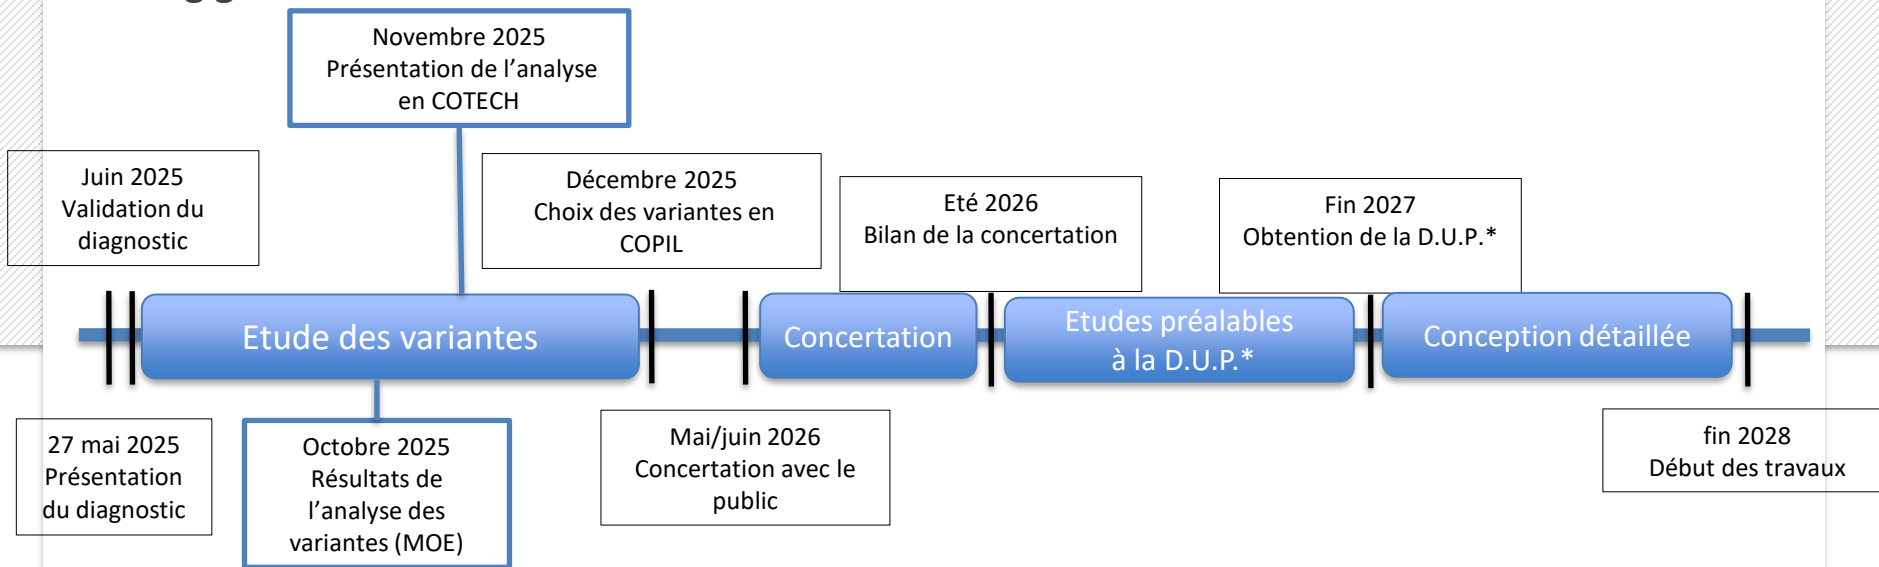 Novembre 2025
Présentation de l’analyse
en COTECH
Juin 2025
Validation du
diagnostic
Décembre 2025
Choix des variantes en
COPIL
Eté 2026
Bilan de la concertation
Fin 2027
Obtention de la D.U.P.*
Etude des variantes
Concertation
Etudes préalables
à la D.U.P.*
Conception détaillée
27 mai 2025
Présentation
du diagnostic
Octobre 2025
Résultats de
l’analyse des
variantes (MOE)
Mai/juin 2026
Concertation avec le
public
fin 2028
Début des travaux